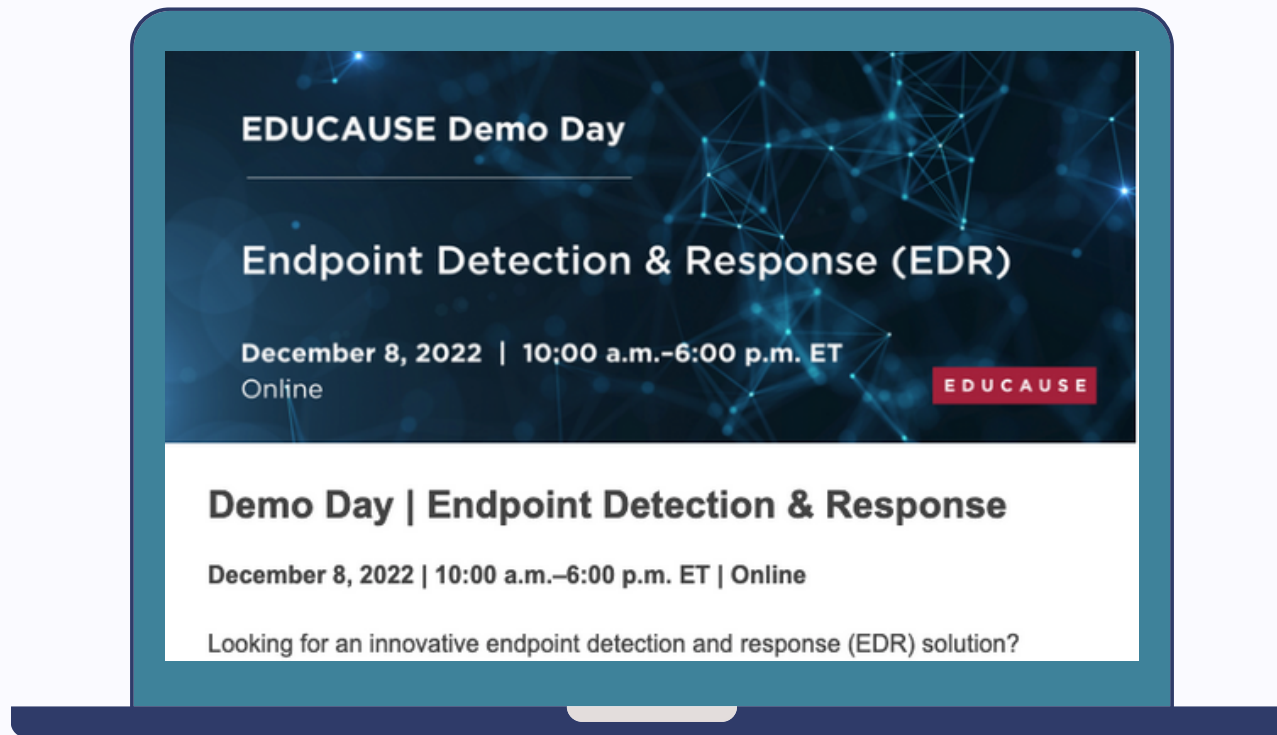 EDUCAUSE Demo Day
Endpoint Detection & Response (EDR)
December 8, 2022 | 10:00 a.m.–6:00 p.m. ET
Online
EDUCAUSE
Demo Day | Endpoint Detection & Response
December 8, 2022 | 10:00 a.m.–6:00 p.m. ET | Online
Looking for an innovative endpoint detection and response (EDR) solution?